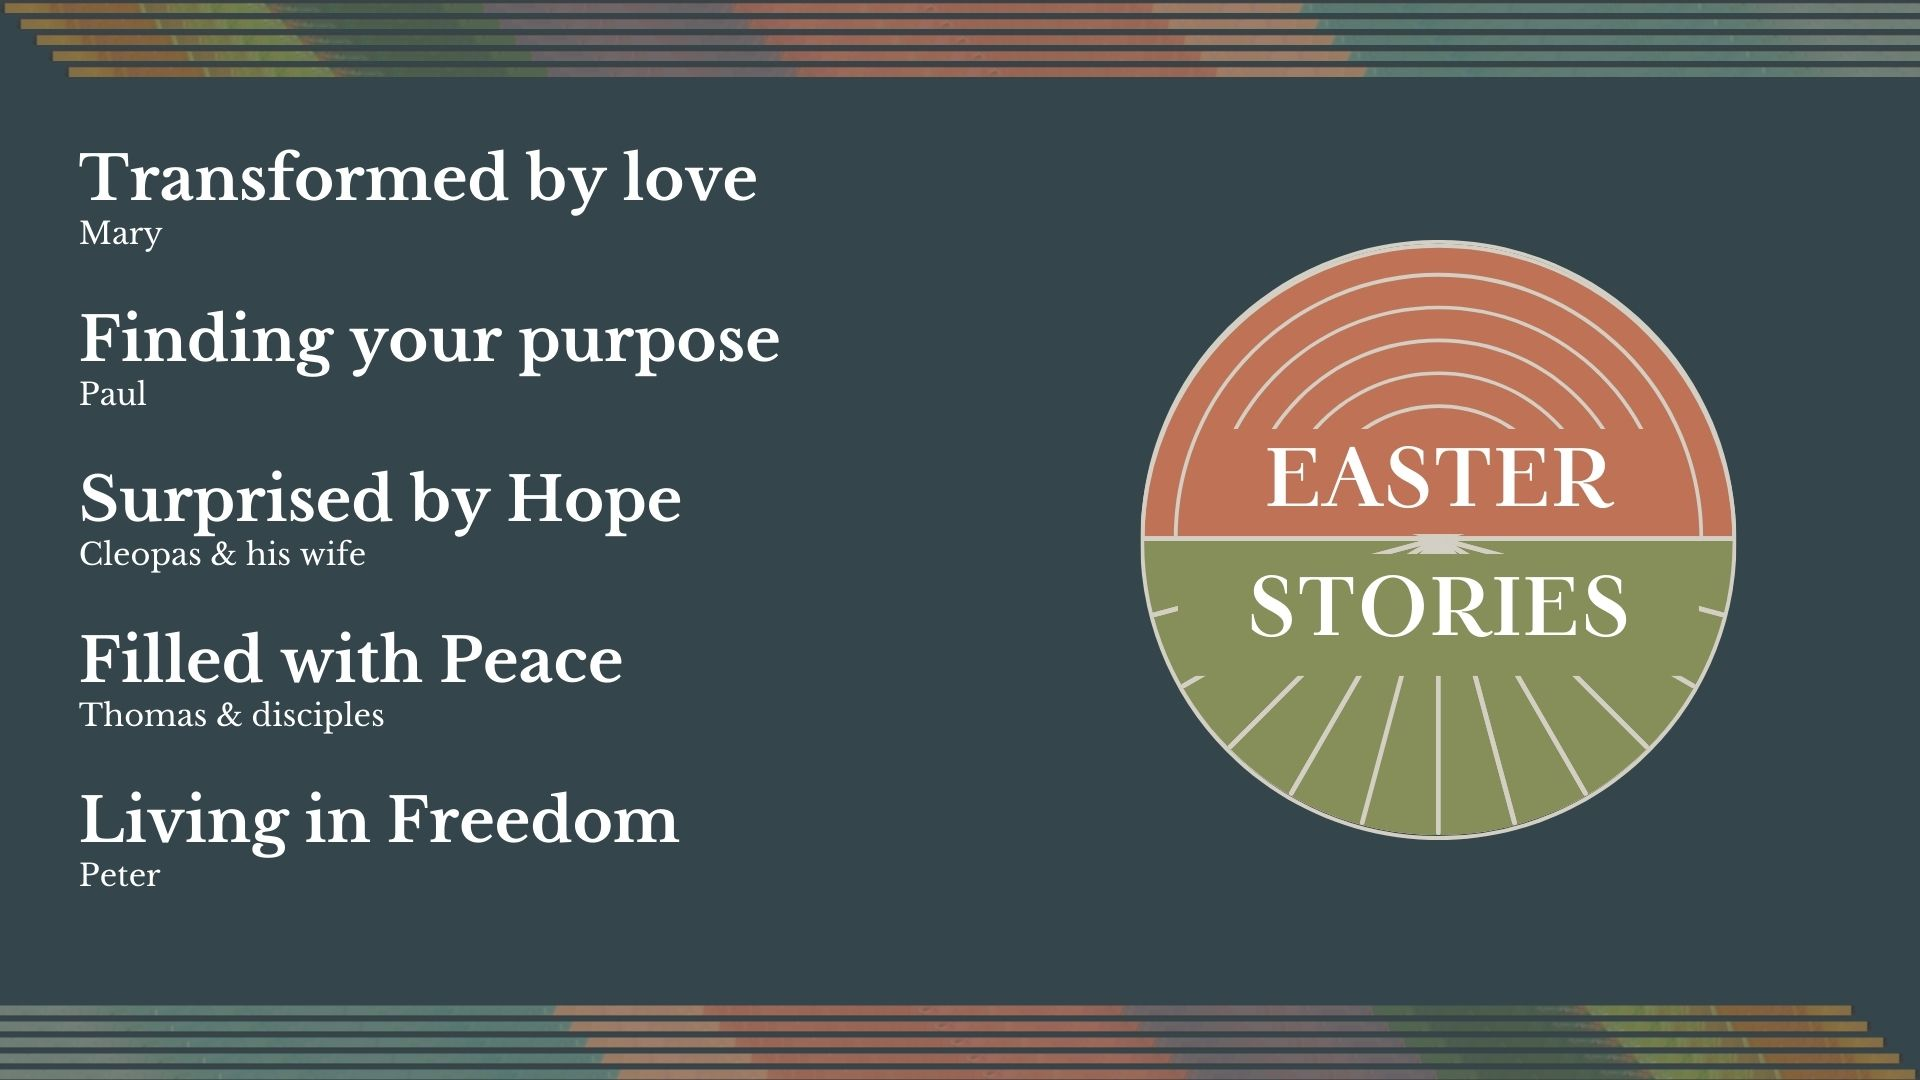 Transformed by love
Mary
Finding your purpose
Paul
Surprised by Hope
Cleopas & his wife
Filled with Peace
Thomas & disciples
Living in Freedom
Peter
EASTER
STORIES